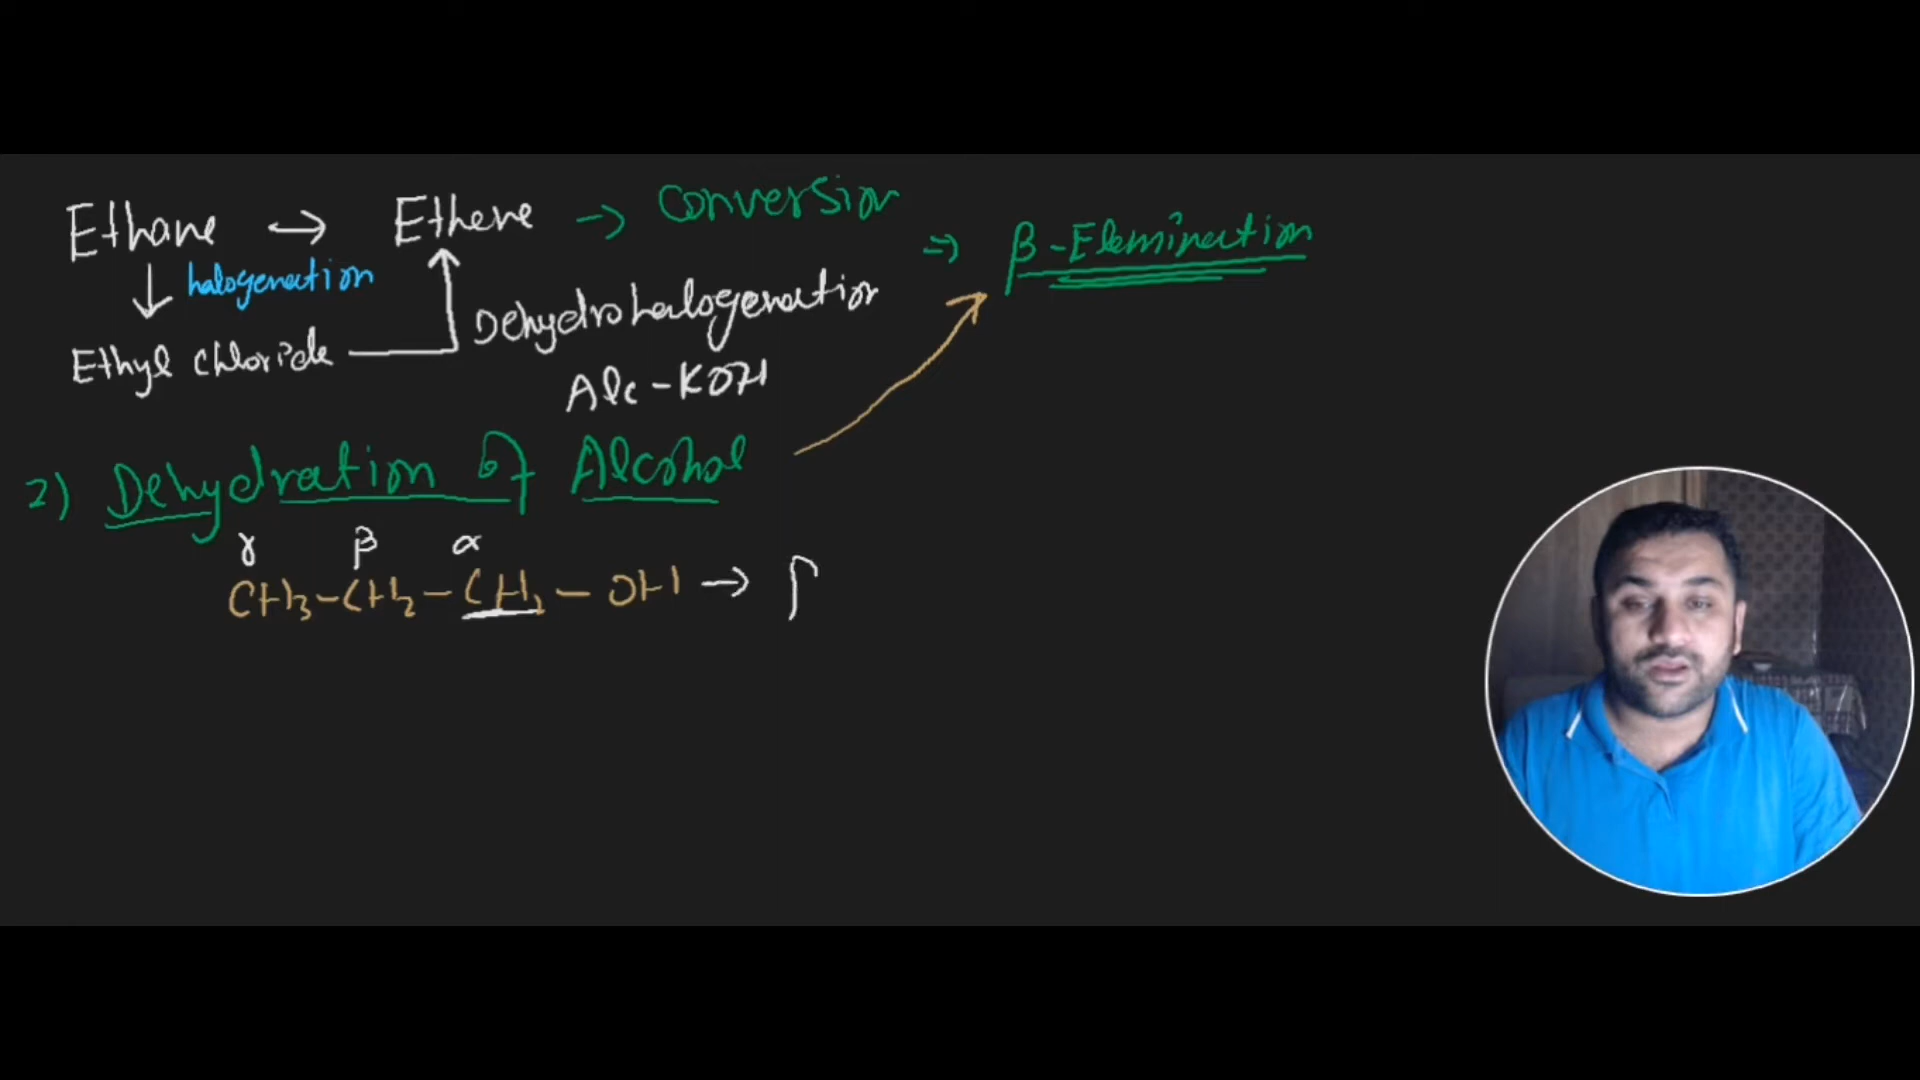 Ethane → Ethene → Conversion
↓ halogenation
Dehydrohalogenation → β-Elemination
Ethyl chloride
Alc-KOH
2) Dehydration of Alcohol
γ β α
CH3-CH2-CH2-OH →